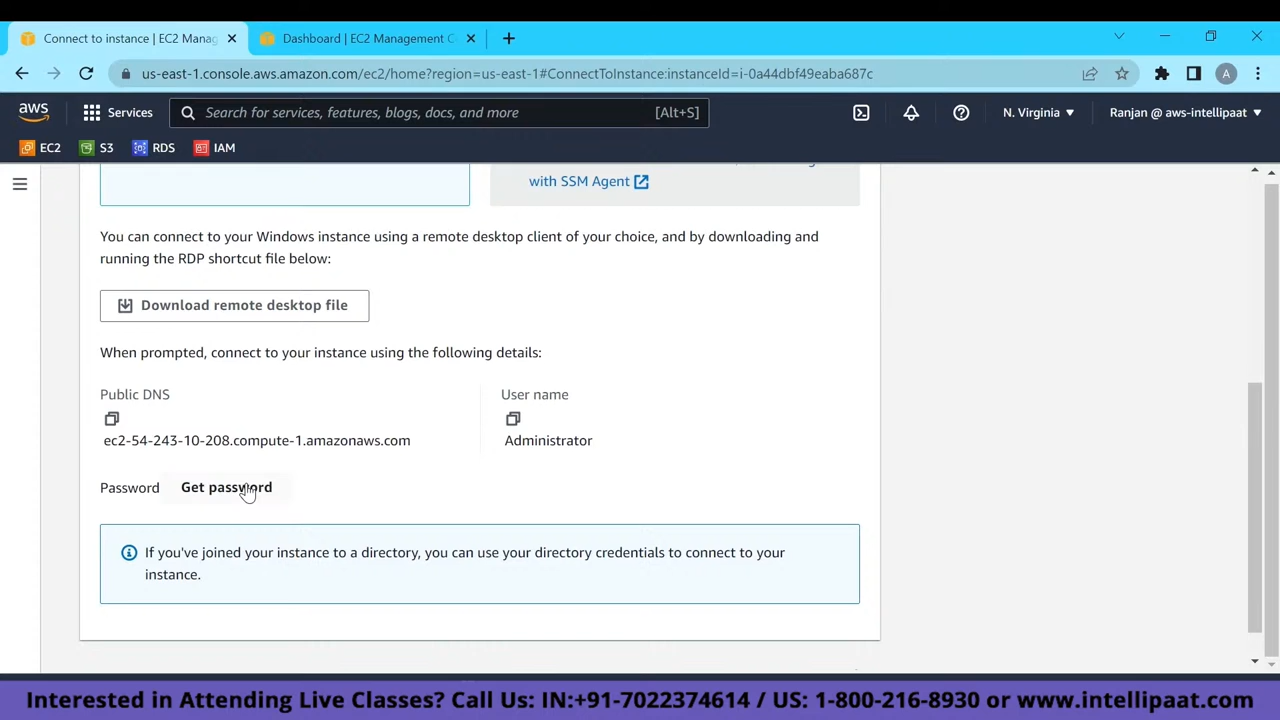 Connect to instance | EC2 Manag
Dashboard | EC2 Management C
us-east-1.console.aws.amazon.com/ec2/home?region=us-east-1#ConnectToInstance:instanceId=i-0a44dbf49eaba687c
A
aws
Services
Search for services, features, blogs, docs, and more
[Alt+S]
N. Virginia
Ranjan @ aws-intellipaat
EC2
S3
RDS
IAM
with SSM Agent
You can connect to your Windows instance using a remote desktop client of your choice, and by downloading and
running the RDP shortcut file below:
Download remote desktop file
When prompted, connect to your instance using the following details:
Public DNS
User name
ec2-54-243-10-208.compute-1.amazonaws.com
Administrator
Password
Get password
If you've joined your instance to a directory, you can use your directory credentials to connect to your
instance.
Interested in Attending Live Classes? Call Us: IN:+91-7022374614 / US: 1-800-216-8930 or www.intellipaat.com